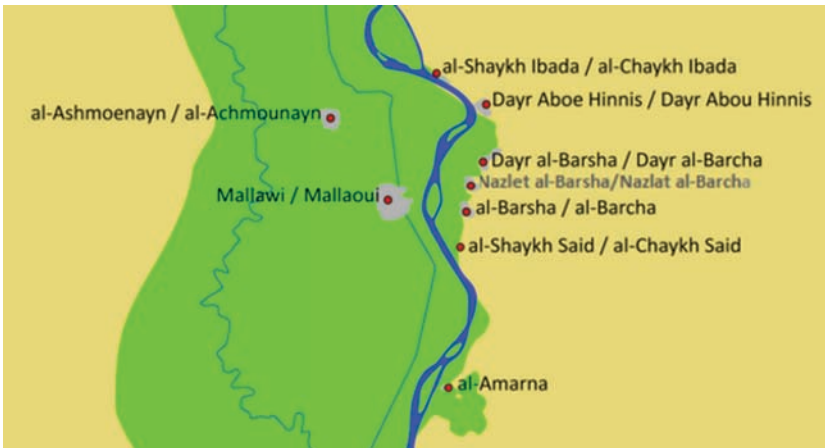 al-Shaykh Ibada / al-Chaykh Ibada
Dayr Aboe Hinnis / Dayr Abou Hinnis
al-Ashmoenayn / al-Achmounayn
Dayr al-Barsha / Dayr al-Barcha
Nazlet al-Barsha/Nazlat al-Barcha
Mallawi / Mallaoui
al-Barsha / al-Barcha
al-Shaykh Said / al-Chaykh Said
al-Amarna